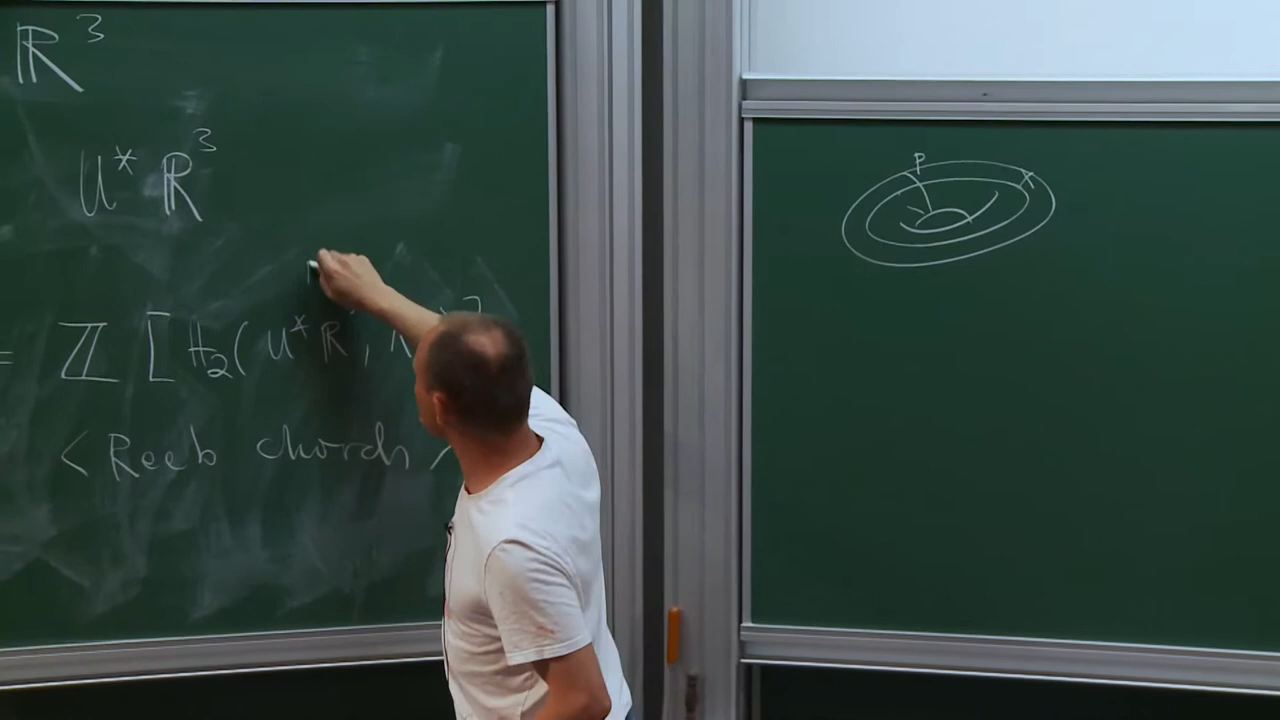 ℝ³
U*ℝ³
= ℤ [H₂(U*ℝ ,
<Reeb chords>
P x